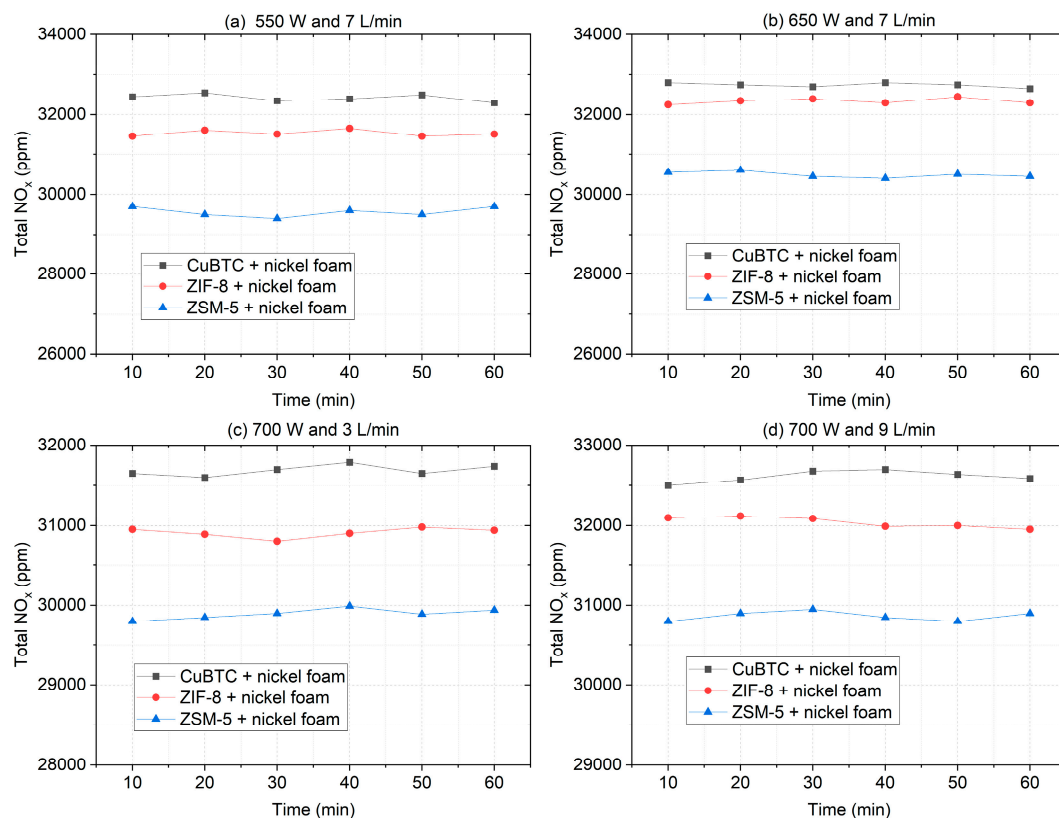 (a) 550 W and 7 L/min
34000
32000
30000
28000
26000
Total NOx (ppm)
CuBTC + nickel foam
ZIF-8 + nickel foam
ZSM-5 + nickel foam
10 20 30 40 50 60
Time (min)
(b) 650 W and 7 L/min
34000
32000
30000
28000
26000
Total NOx (ppm)
CuBTC + nickel foam
ZIF-8 + nickel foam
ZSM-5 + nickel foam
10 20 30 40 50 60
Time (min)
(c) 700 W and 3 L/min
32000
31000
30000
29000
28000
Total NOx (ppm)
CuBTC + nickel foam
ZIF-8 + nickel foam
ZSM-5 + nickel foam
10 20 30 40 50 60
Time (min)
(d) 700 W and 9 L/min
33000
32000
31000
30000
29000
Total NOx (ppm)
CuBTC + nickel foam
ZIF-8 + nickel foam
ZSM-5 + nickel foam
10 20 30 40 50 60
Time (min)